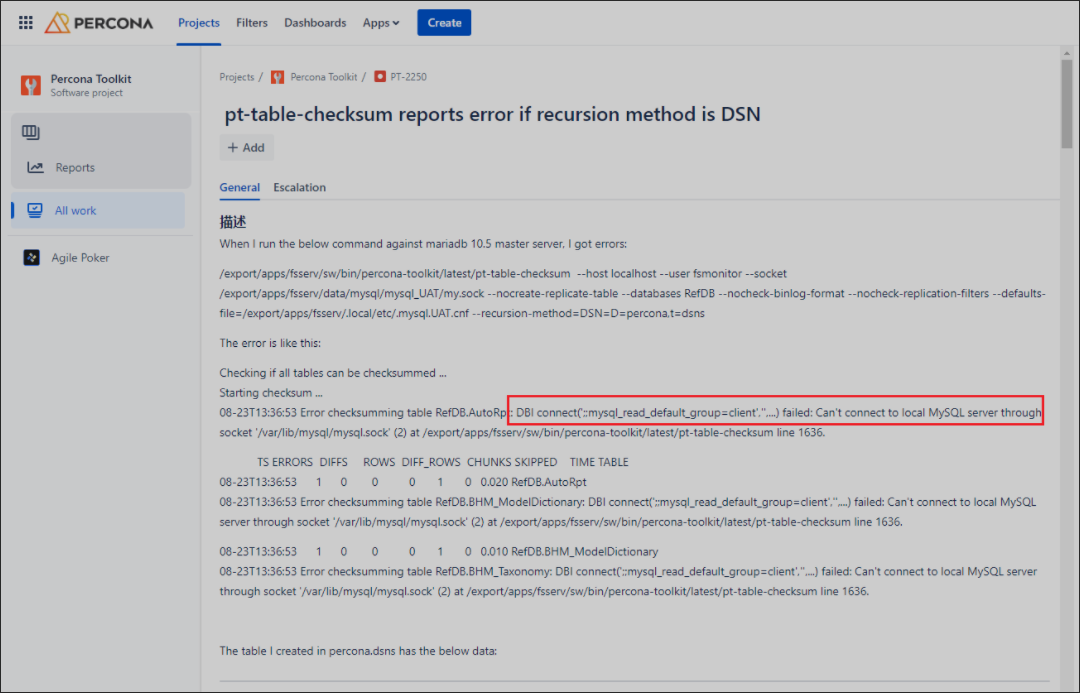 PERCONA
Projects Filters Dashboards Apps Create
Percona Toolkit
Software project
Reports
All work
Agile Poker
Projects / Percona Toolkit / PT-2250
pt-table-checksum reports error if recursion method is DSN
+ Add
General Escalation
描述
When I run the below command against mariadb 10.5 master server, I got errors:
/export/apps/fsserv/sw/bin/percona-toolkit/latest/pt-table-checksum --host localhost --user fsmonitor --socket
/export/apps/fsserv/data/mysql/mysql_UAT/my.sock --nocreate-replicate-table --databases RefDB --nocheck-binlog-format --nocheck-replication-filters --defaults-
file=/export/apps/fsserv/.local/etc/.mysql.UAT.cnf --recursion-method=DSN=D=percona,t=dsns
The error is like this:
Checking if all tables can be checksummed ...
Starting checksum ...
08-23T13:36:53 Error checksumming table RefDB.AutoRpt: DBI connect(';;mysql_read_default_group=client','',...) failed: Can't connect to local MySQL server through
socket '/var/lib/mysql/mysql.sock' (2) at /export/apps/fsserv/sw/bin/percona-toolkit/latest/pt-table-checksum line 1636.
TS ERRORS DIFFS ROWS DIFF_ROWS CHUNKS SKIPPED TIME TABLE
08-23T13:36:53 1 0 0 0 1 0 0.020 RefDB.AutoRpt
08-23T13:36:53 Error checksumming table RefDB.BHM_ModelDictionary: DBI connect(';;mysql_read_default_group=client','',...) failed: Can't connect to local MySQL
server through socket '/var/lib/mysql/mysql.sock' (2) at /export/apps/fsserv/sw/bin/percona-toolkit/latest/pt-table-checksum line 1636.
08-23T13:36:53 1 0 0 0 1 0 0.010 RefDB.BHM_ModelDictionary
08-23T13:36:53 Error checksumming table RefDB.BHM_Taxonomy: DBI connect(';;mysql_read_default_group=client','',...) failed: Can't connect to local MySQL server
through socket '/var/lib/mysql/mysql.sock' (2) at /export/apps/fsserv/sw/bin/percona-toolkit/latest/pt-table-checksum line 1636.
The table I created in percona.dsns has the below data: